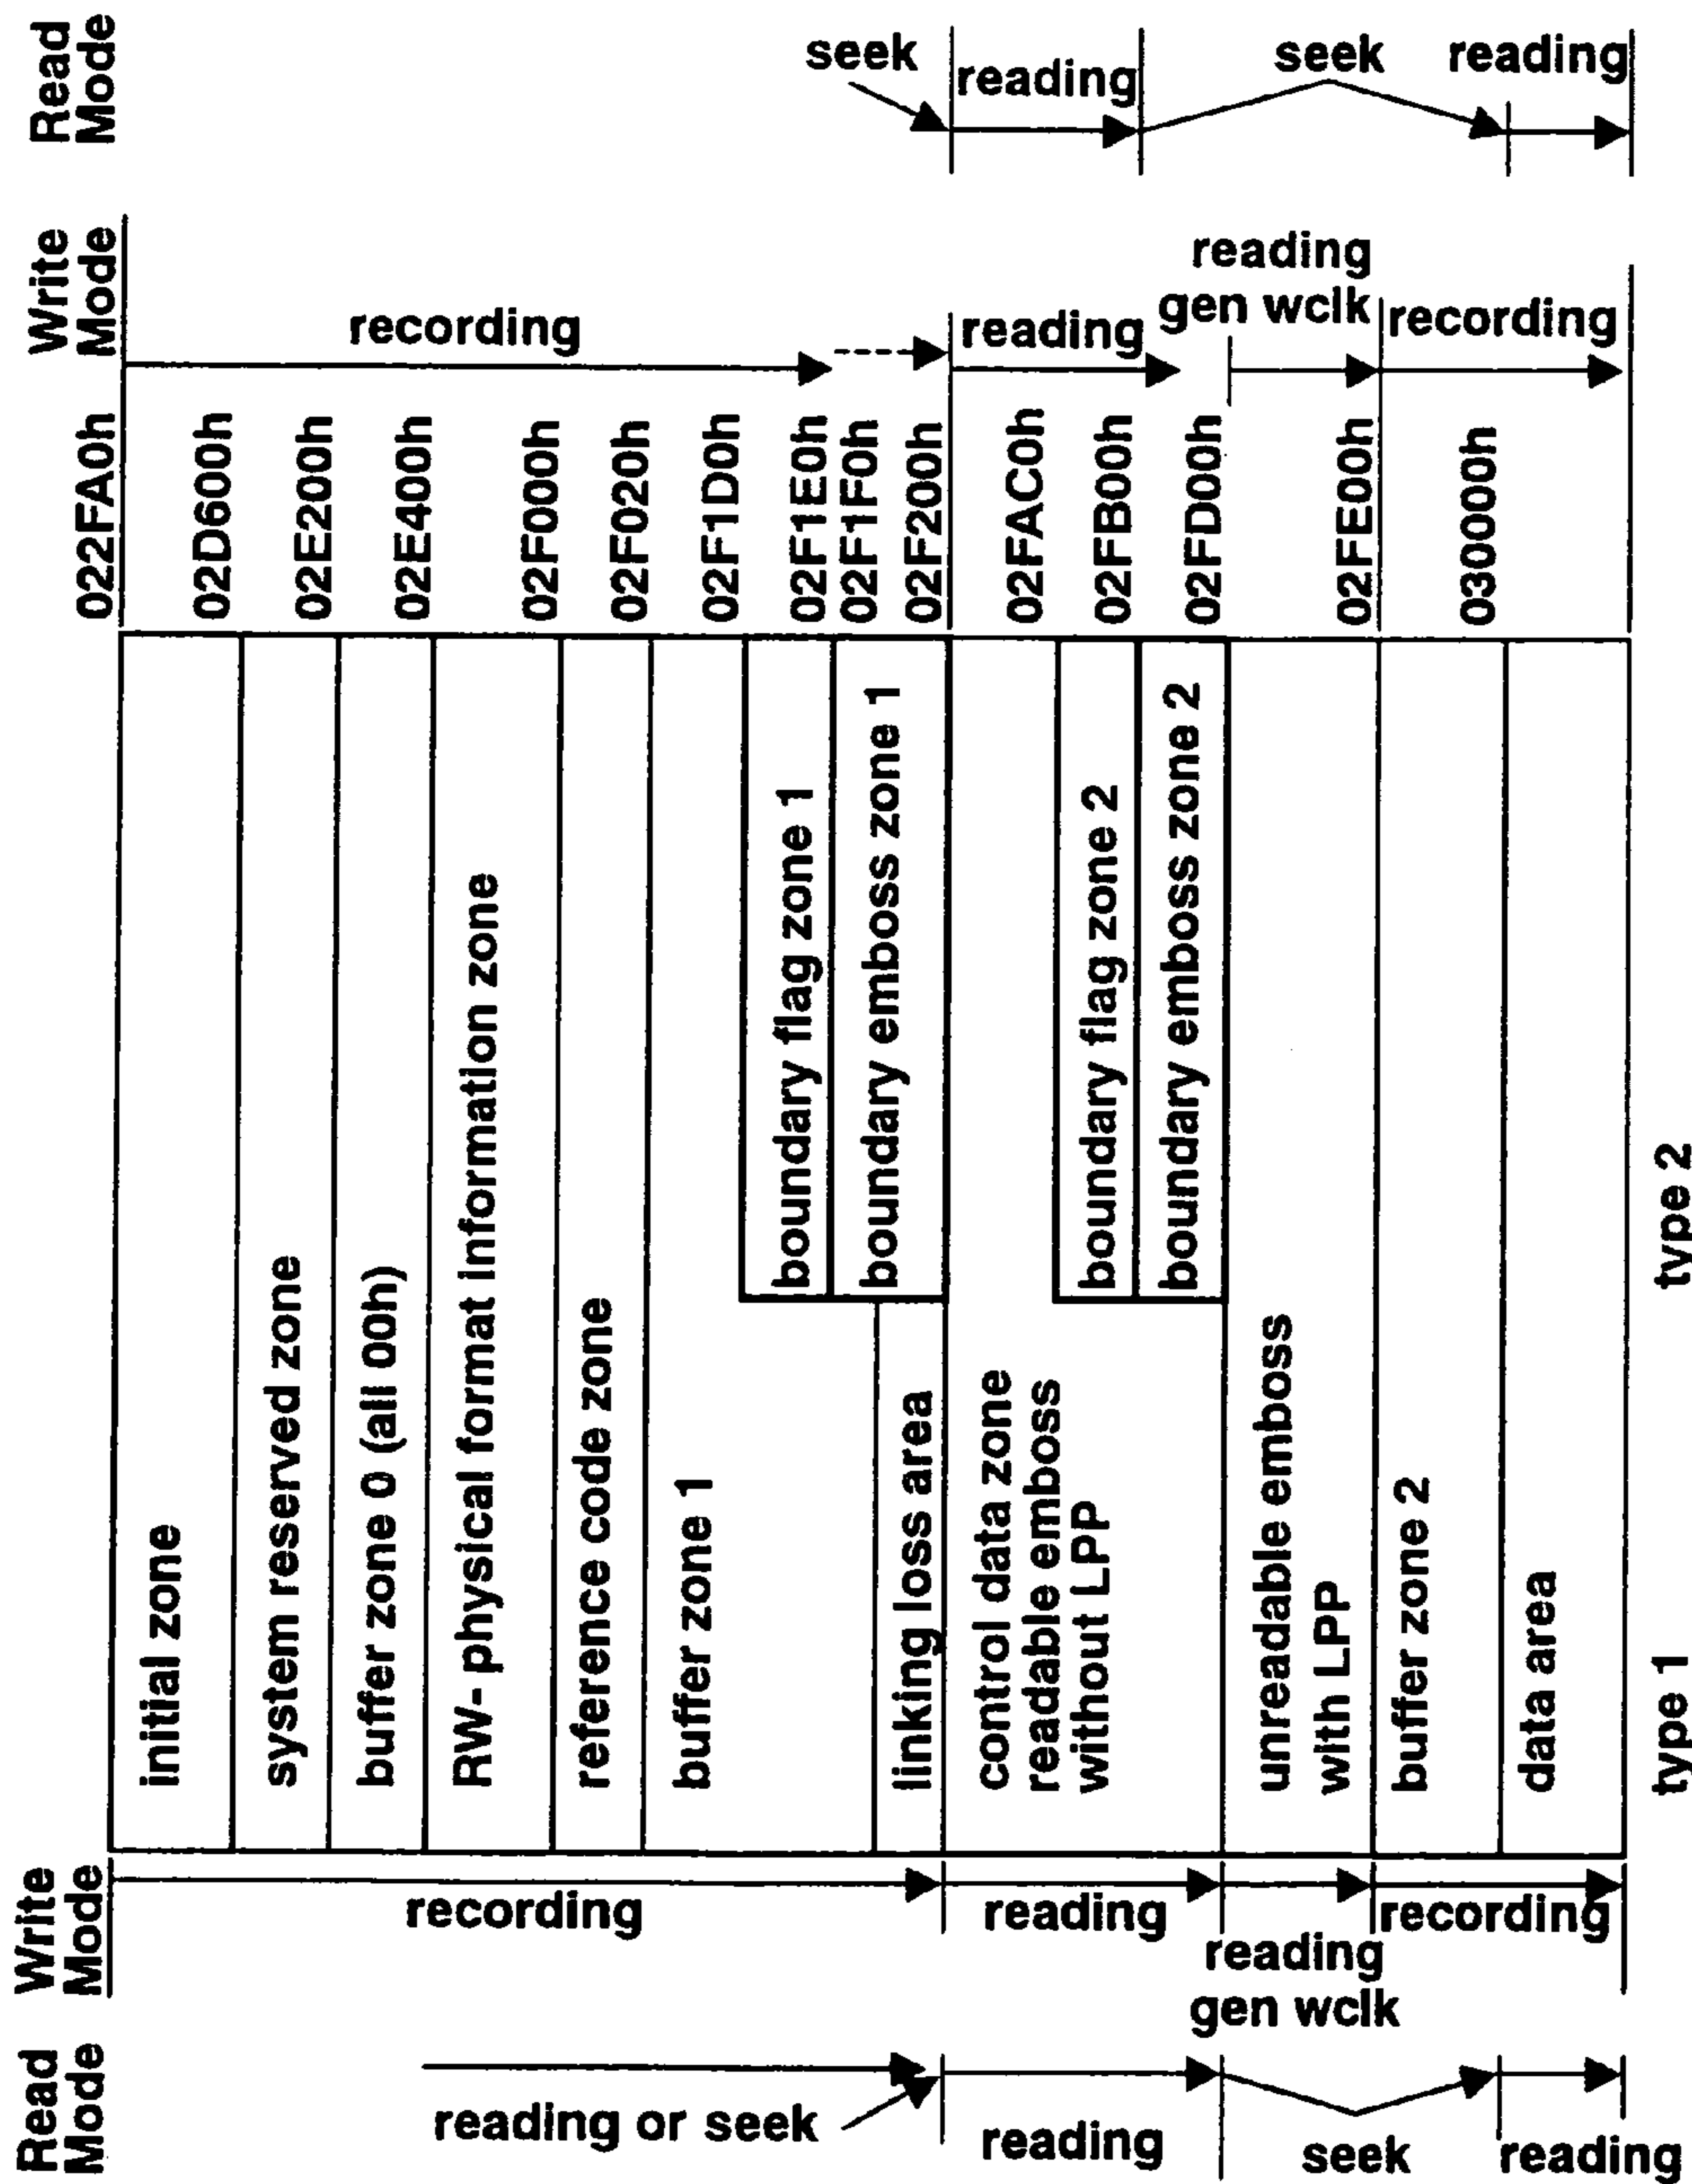 Read
Mode
seek
reading
seek
reading
Write
Mode
recording
reading
reading
gen wclk
recording
022FA0h
02D600h
02E200h
02E400h
02F000h
02F020h
02F1D0h
02F1E0h
02F1F0h
02F200h
02FAC0h
02FB00h
02FD00h
02FE00h
030000h
initial zone
system reserved zone
buffer zone 0 (all 00h)
RW- physical format information zone
reference code zone
buffer zone 1
boundary flag zone 1
boundary emboss zone 1
linking loss area
control data zone
readable emboss
without LPP
boundary flag zone 2
boundary emboss zone 2
unreadable emboss
with LPP
buffer zone 2
data area
type 1
type 2
Write
Mode
recording
reading
reading
gen wclk
recording
Read
Mode
reading or seek
reading
seek
reading